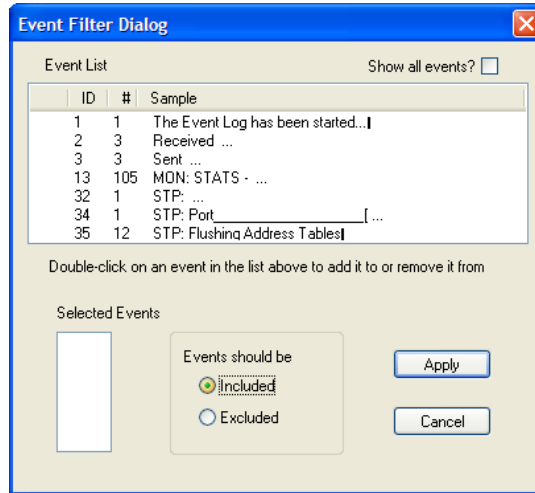 Event Filter Dialog
Event List Show all events?
ID # Sample
1 1 The Event Log has been started...
2 3 Received ...
3 3 Sent ...
13 105 MON: STATS - ...
32 1 STP: ...
34 1 STP: Port____________________[ ...
35 12 STP: Flushing Address Tables
Double-click on an event in the list above to add it to or remove it from
Selected Events
Events should be
Included
Excluded
Apply
Cancel